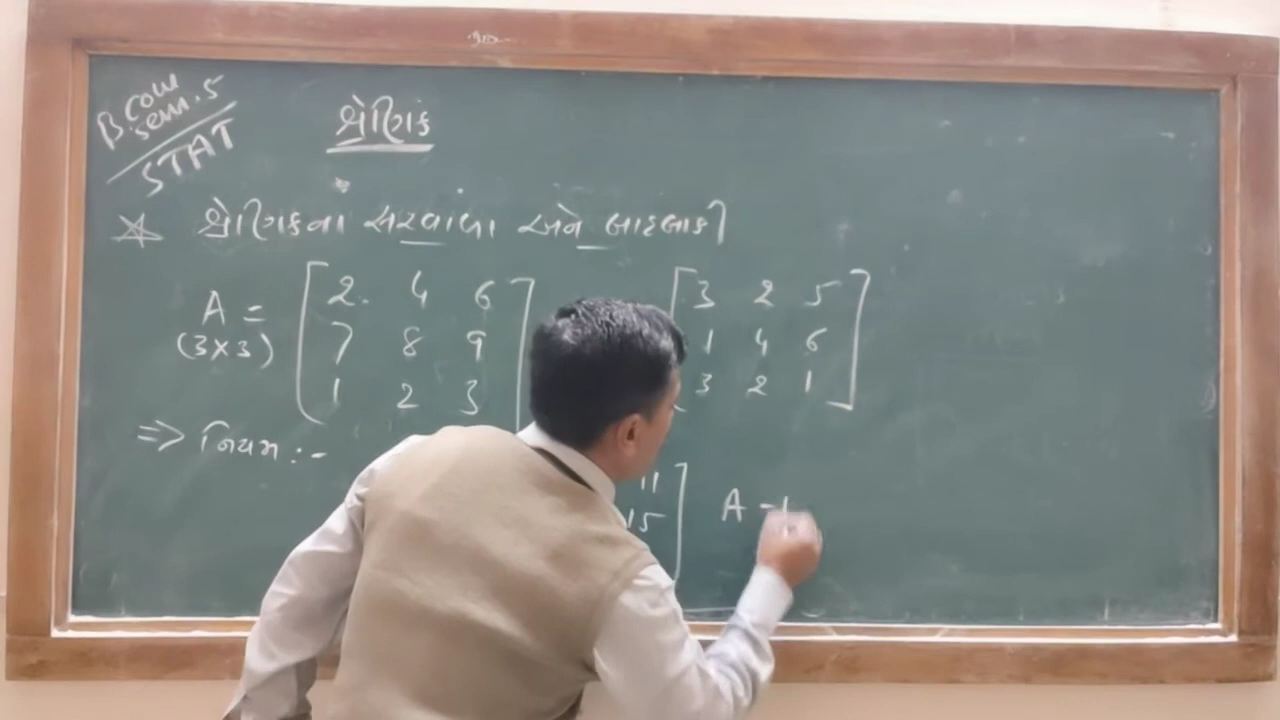 B.com
sem. 5
STAT
શ્રેણિક
☆ શ્રેણિકનાં સરવાળા અને બાદબાકી
A = [2. 4 6] [3 2 5]
(3×3) [7 8 9] [1 4 6]
[1 2 3] [3 2 1]
⇒ નિયમ :-
11]
15] A